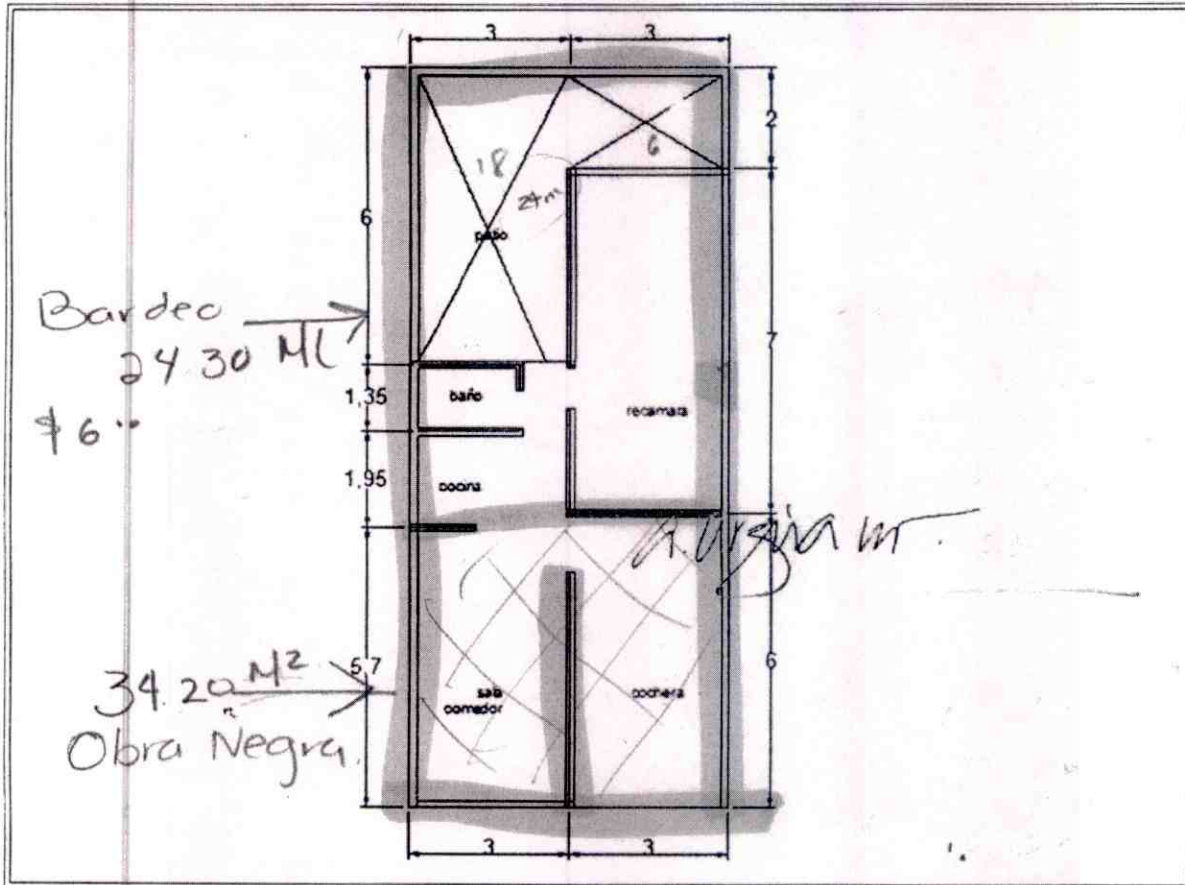 3 3
2
18
6
24 m
6
patio
Bardeo
24.30 Ml
7
1,35
baño
recamara
$ 6
1,95
cocina
5,7
6
34.20 M²
sala
comedor
cochera
Obra Negra.
3 3